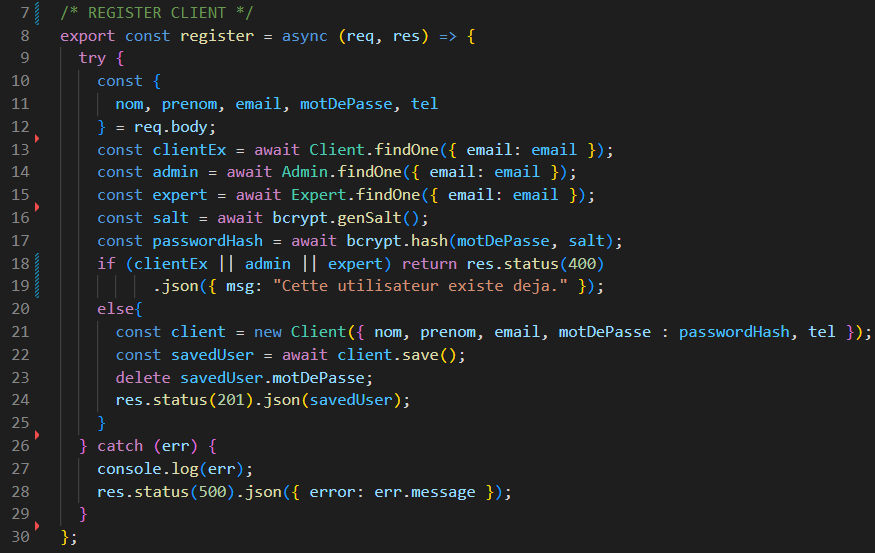 7 /* REGISTER CLIENT */
8 export const register = async (req, res) => {
9   try {
10     const {
11       nom, prenom, email, motDePasse, tel
12     } = req.body;
13     const clientEx = await Client.findOne({ email: email });
14     const admin = await Admin.findOne({ email: email });
15     const expert = await Expert.findOne({ email: email });
16     const salt = await bcrypt.genSalt();
17     const passwordHash = await bcrypt.hash(motDePasse, salt);
18     if (clientEx || admin || expert) return res.status(400)
19           .json({ msg: "Cette utilisateur existe deja." });
20     else{
21       const client = new Client({ nom, prenom, email, motDePasse : passwordHash, tel });
22       const savedUser = await client.save();
23       delete savedUser.motDePasse;
24       res.status(201).json(savedUser);
25     }
26   } catch (err) {
27     console.log(err);
28     res.status(500).json({ error: err.message });
29   }
30 };